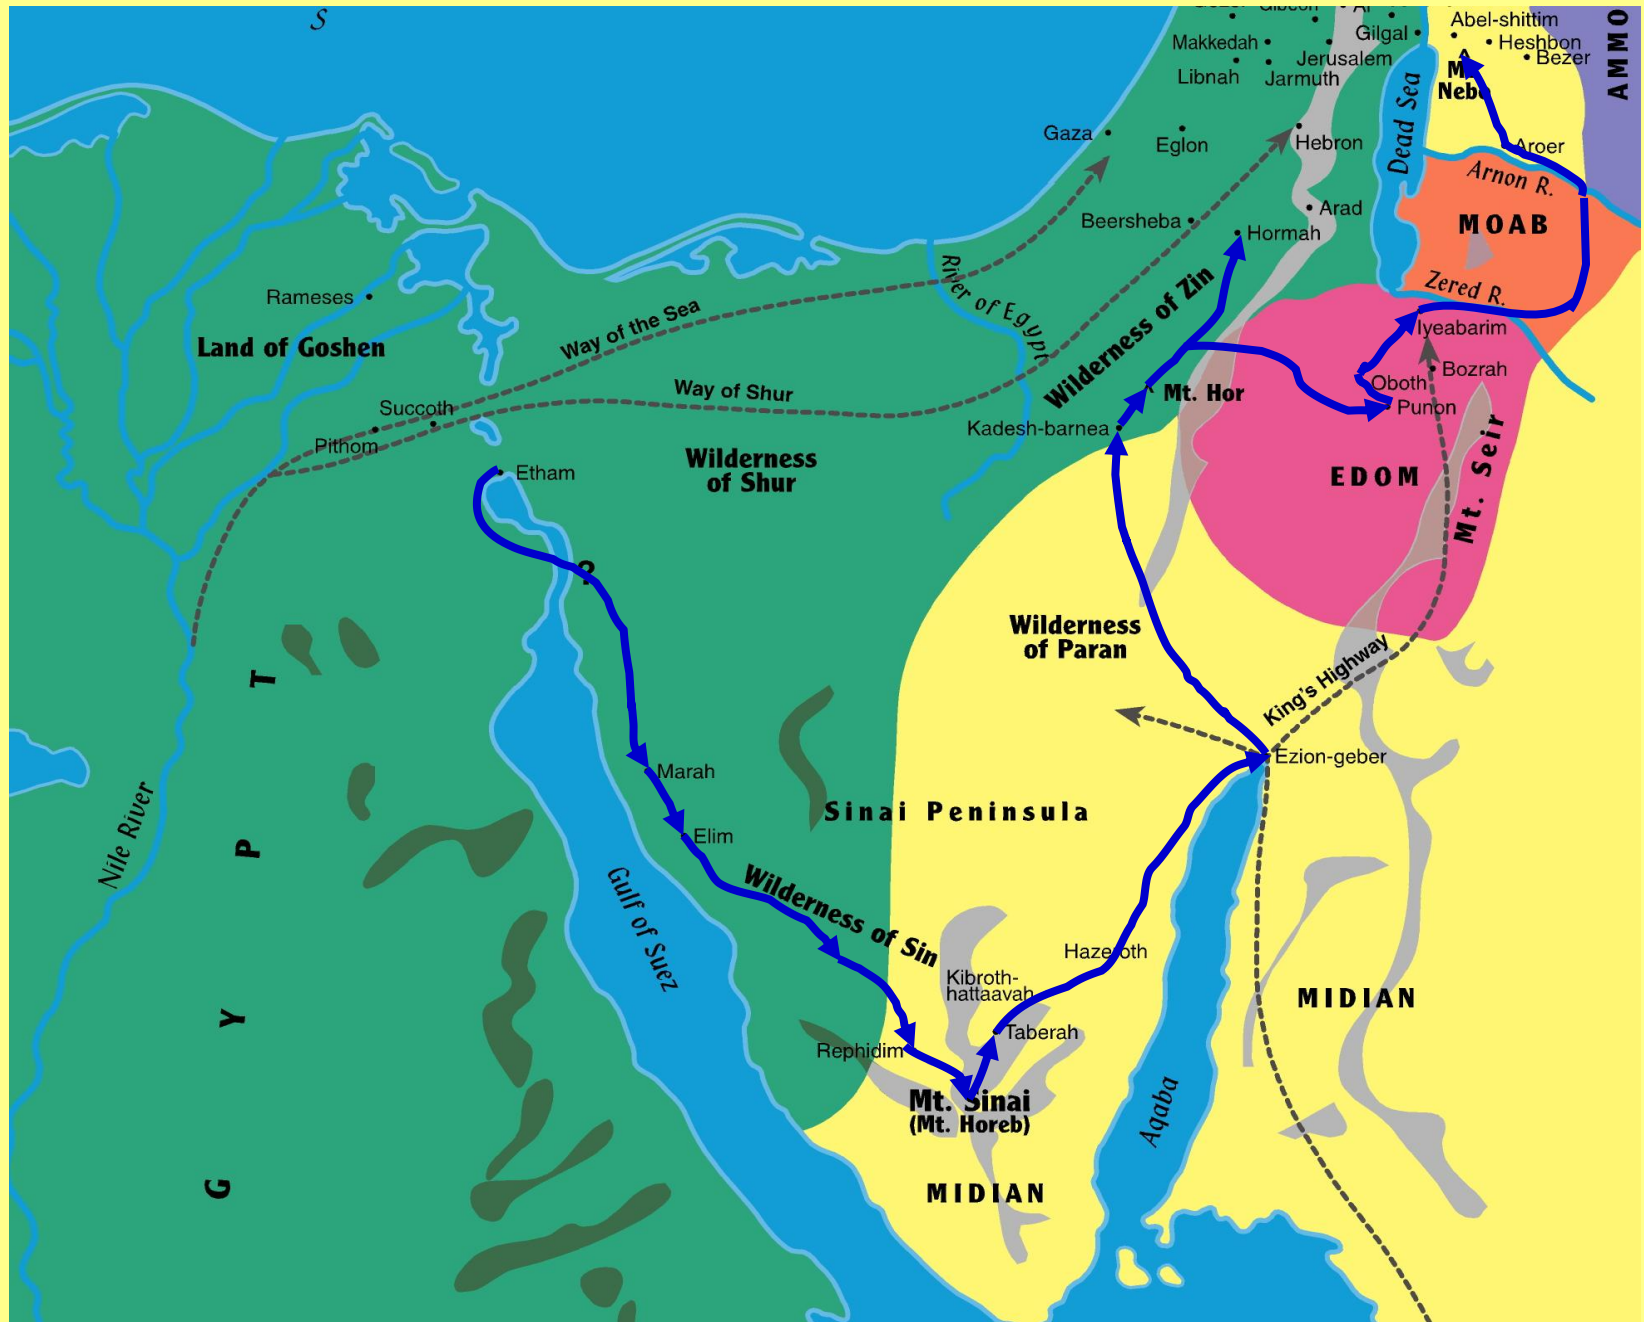 S
Gibeon
Abel-shittim
Gilgal
Makkedah
Heshbon
Jerusalem
Bezer
Libnah
Jarmuth
Nebo
AMMO
Dead Sea
Gaza
Eglon
Hebron
Aroer
Arnon R.
Arad
MOAB
Beersheba
Hormah
River of Egypt
Wilderness of Zin
Zered R.
Rameses
Way of the Sea
Iyeabarim
Land of Goshen
Bozrah
Oboth
Way of Shur
Mt. Hor
Punon
Succoth
Kadesh-barnea
Pithom
Wilderness
of Shur
Etham
EDOM
Mt. Seir
?
Wilderness
of Paran
King's Highway
T
Ezion-geber
Marah
Sinai Peninsula
Elim
Nile River
P
Wilderness of Sin
Gulf of Suez
Hazeroth
Kibroth-
hattaavah
MIDIAN
Y
Taberah
Rephidim
Mt. Sinai
(Mt. Horeb)
Aqaba
G
MIDIAN